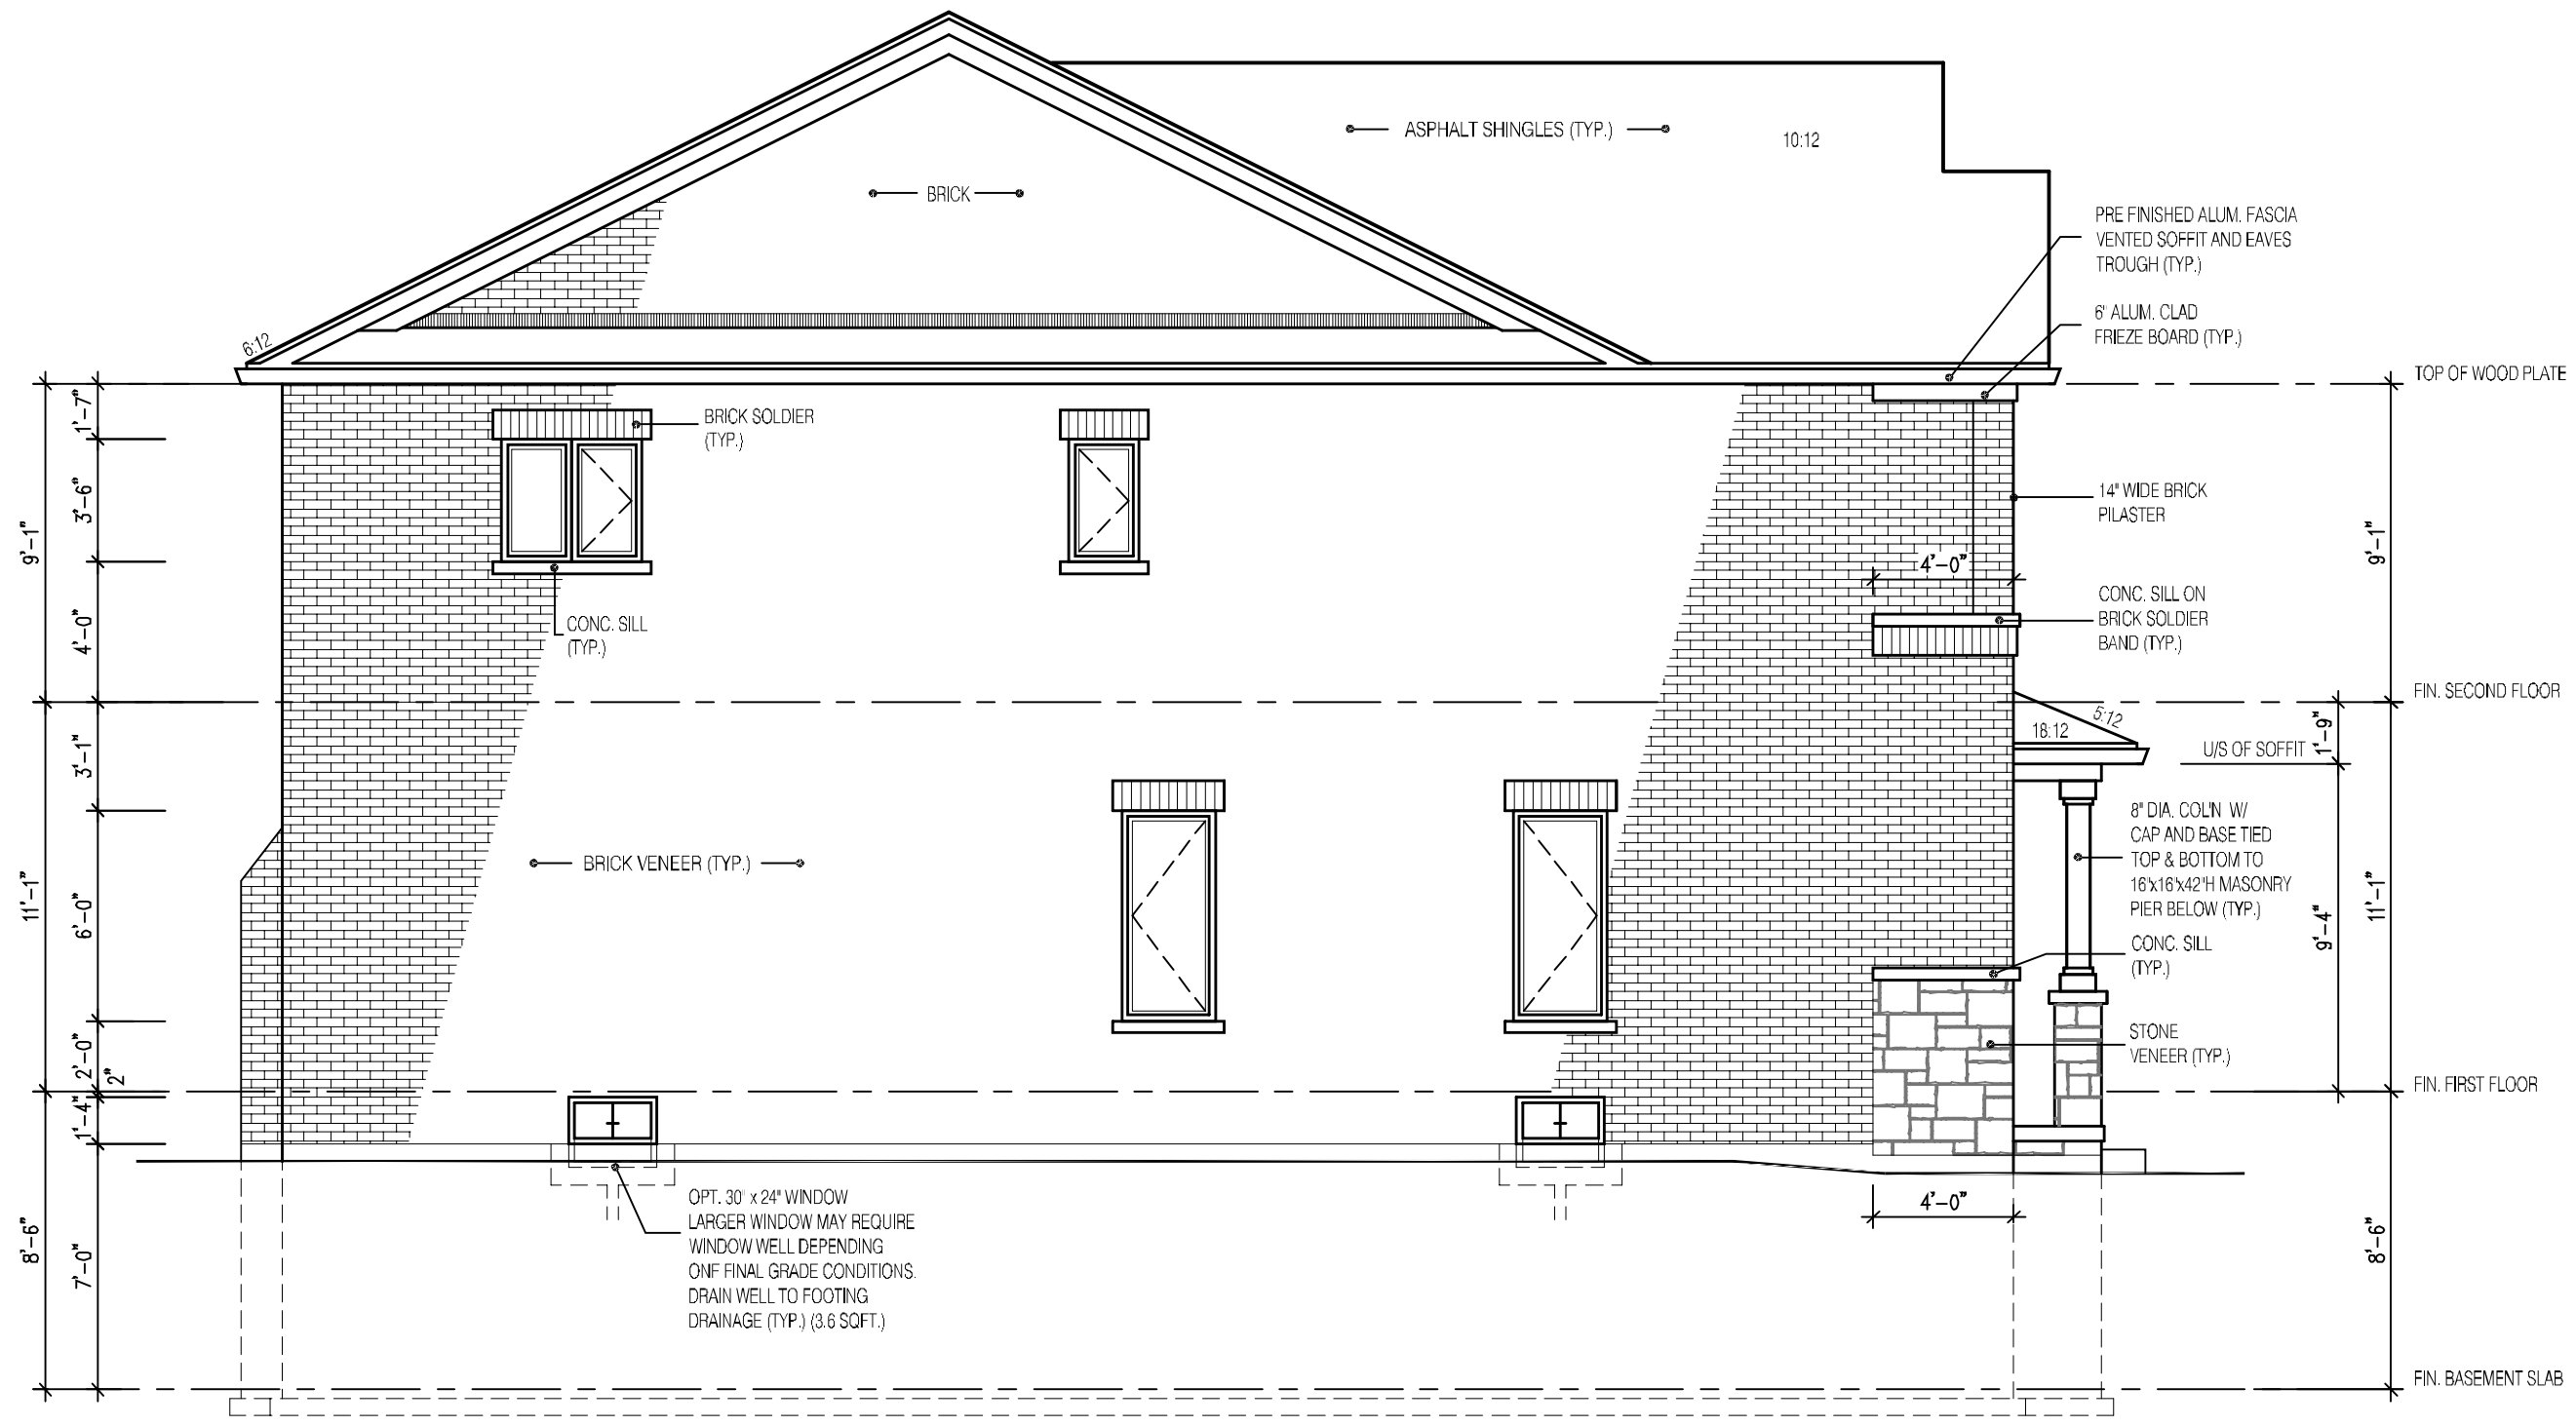 ASPHALT SHINGLES (TYP.)
10:12
BRICK
PRE FINISHED ALUM. FASCIA
VENTED SOFFIT AND EAVES
TROUGH (TYP.)
6" ALUM. CLAD
FRIEZE BOARD (TYP.)
6:12
TOP OF WOOD PLATE
1'-7"
BRICK SOLDIER
(TYP.)
3'-6"
9'-1"
14" WIDE BRICK
PILASTER
9'-1"
4'-0"
CONC. SILL ON
BRICK SOLDIER
BAND (TYP.)
4'-0"
CONC. SILL
(TYP.)
FIN. SECOND FLOOR
5:12
18:12
1'-9"
U/S OF SOFFIT
3'-1"
8" DIA. COL'N W/
CAP AND BASE TIED
TOP & BOTTOM TO
16"x16"x42"H MASONRY
PIER BELOW (TYP.)
BRICK VENEER (TYP.)
11'-1"
6'-0"
9'-4"
11'-1"
CONC. SILL
(TYP.)
STONE
VENEER (TYP.)
2'-0"
2"
FIN. FIRST FLOOR
1'-4"
OPT. 30" x 24" WINDOW
LARGER WINDOW MAY REQUIRE
WINDOW WELL DEPENDING
ONF FINAL GRADE CONDITIONS.
DRAIN WELL TO FOOTING
DRAINAGE (TYP.) (3.6 SQFT.)
4'-0"
8'-6"
7'-0"
8'-6"
FIN. BASEMENT SLAB